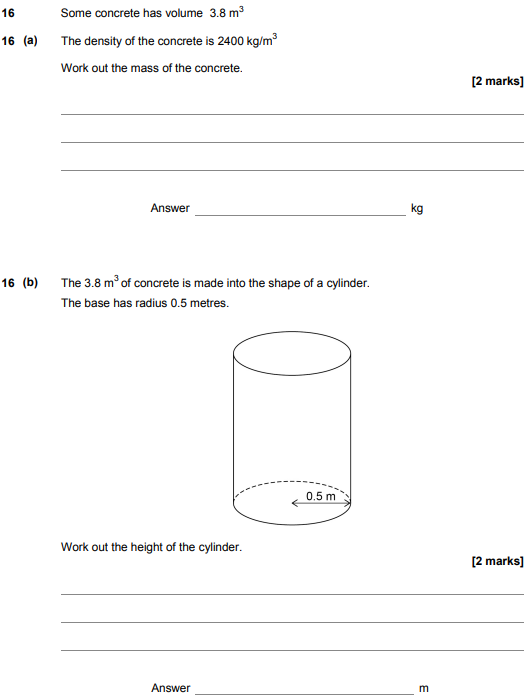 16 Some concrete has volume 3.8 m³
16 (a) The density of the concrete is 2400 kg/m³
Work out the mass of the concrete.
[2 marks]
Answer kg
16 (b) The 3.8 m³ of concrete is made into the shape of a cylinder.
The base has radius 0.5 metres.
0.5 m
Work out the height of the cylinder.
[2 marks]
Answer m